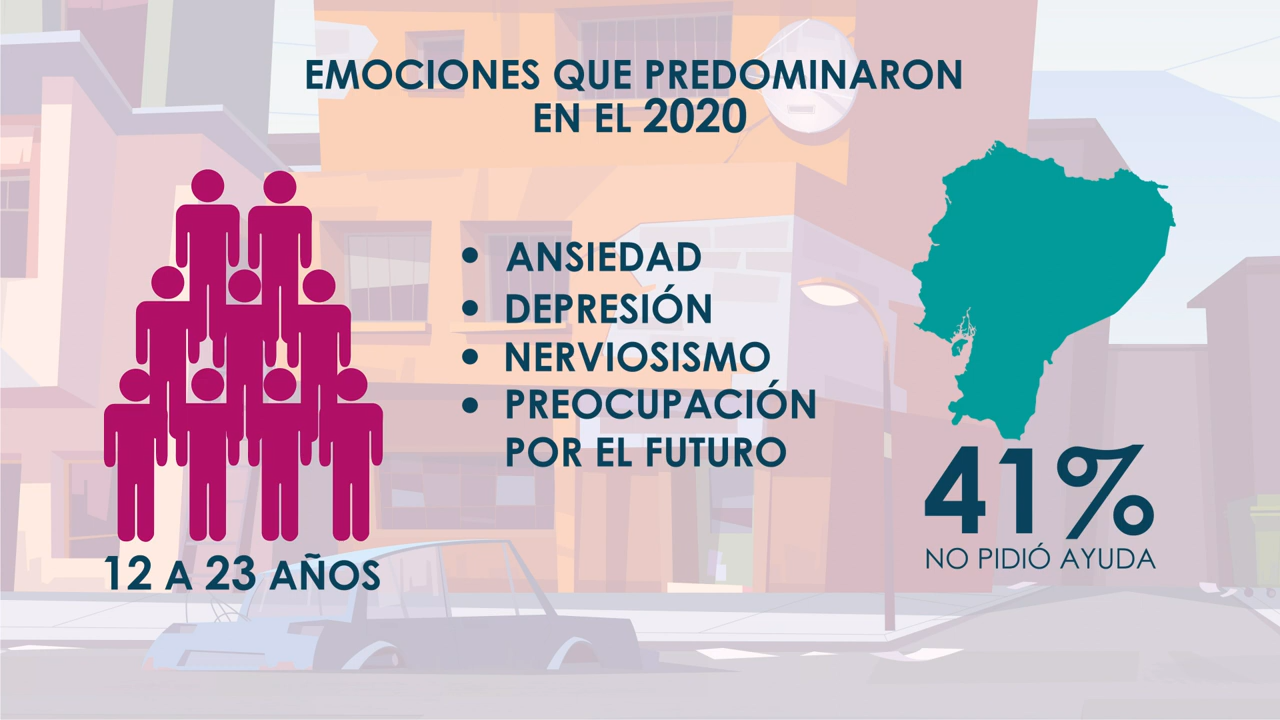 EMOCIONES QUE PREDOMINARON
EN EL 2020
• ANSIEDAD
• DEPRESIÓN
• NERVIOSISMO
• PREOCUPACIÓN
POR EL FUTURO
12 A 23 AÑOS
41%
NO PIDIÓ AYUDA